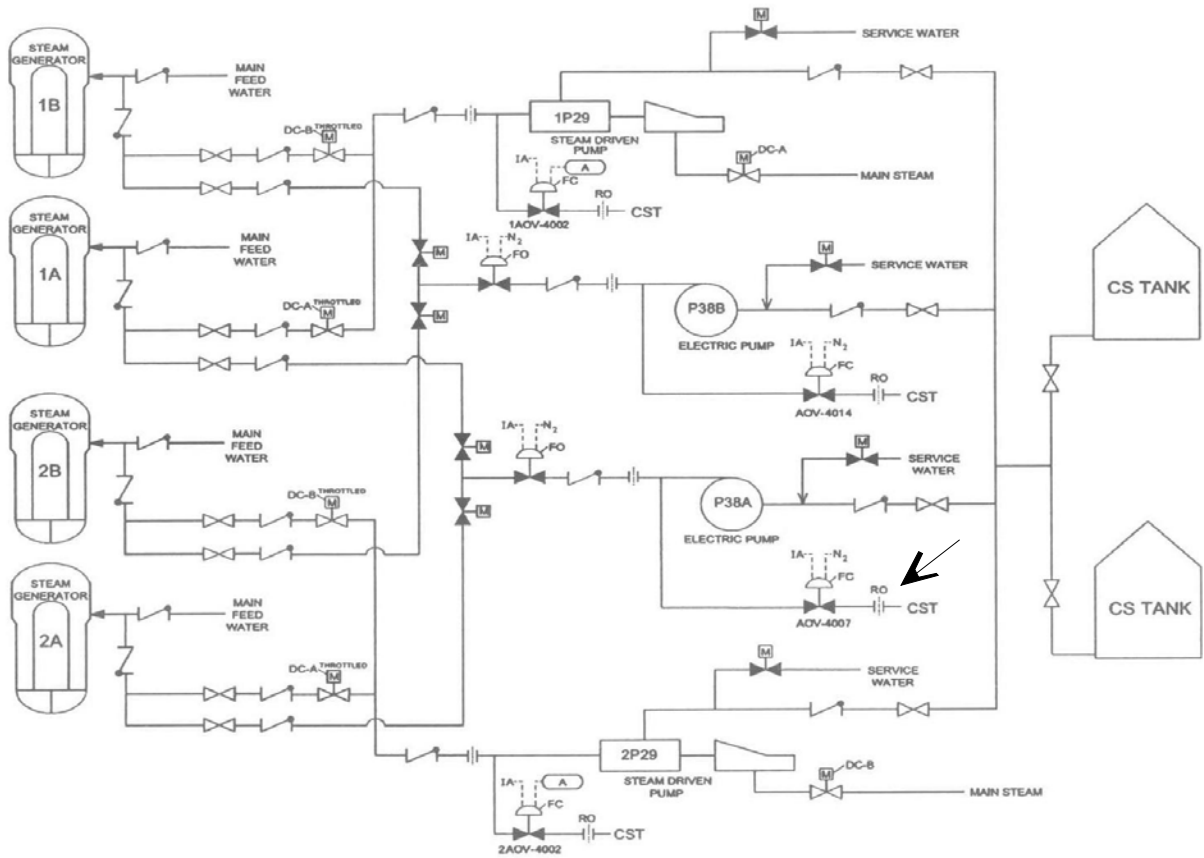 STEAM
GENERATOR
1B
MAIN
FEED
WATER
DC-B THROTTLED
M
1P29
STEAM DRIVEN
PUMP
M
SERVICE WATER
M
DC-A
MAIN STEAM
IA
A
FC
RO
CST
1AOV-4002
STEAM
GENERATOR
1A
MAIN
FEED
WATER
DC-A THROTTLED
M
M
M
IA
N2
FO
P38B
ELECTRIC PUMP
M
SERVICE WATER
IA
N2
FC
RO
CST
AOV-4014
CS TANK
STEAM
GENERATOR
2B
MAIN
FEED
WATER
DC-B THROTTLED
M
M
M
IA
N2
FO
P38A
ELECTRIC PUMP
M
SERVICE
WATER
IA
N2
FC
RO
CST
AOV-4007
CS TANK
STEAM
GENERATOR
2A
MAIN
FEED
WATER
DC-A THROTTLED
M
M
SERVICE
WATER
2P29
STEAM DRIVEN
PUMP
M
DC-B
MAIN STEAM
IA
A
FC
RO
CST
2AOV-4002